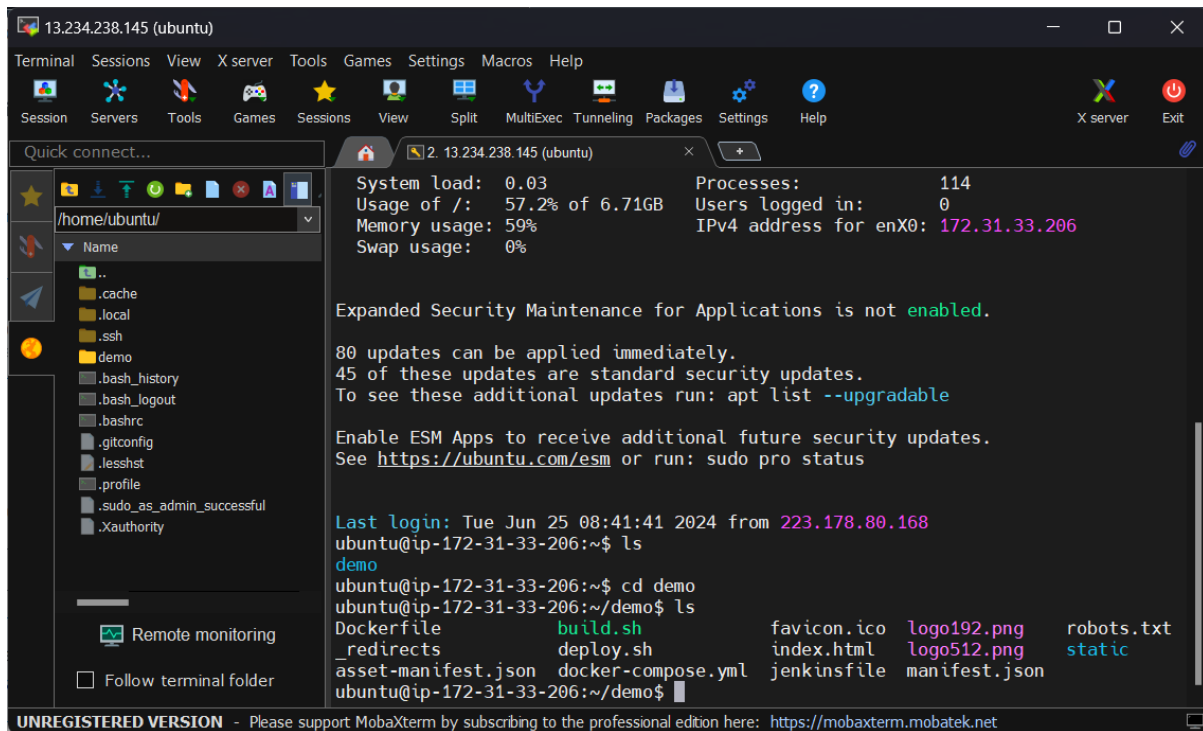 13.234.238.145 (ubuntu)
Terminal Sessions View X server Tools Games Settings Macros Help
Session Servers Tools Games Sessions View Split MultiExec Tunneling Packages Settings Help X server Exit
Quick connect...
2. 13.234.238.145 (ubuntu)
/home/ubuntu/
Name
..
.cache
.local
.ssh
demo
.bash_history
.bash_logout
.bashrc
.gitconfig
.lesshst
.profile
.sudo_as_admin_successful
.Xauthority
Remote monitoring
Follow terminal folder
System load: 0.03 Processes: 114
Usage of /: 57.2% of 6.71GB Users logged in: 0
Memory usage: 59% IPv4 address for enX0: 172.31.33.206
Swap usage: 0%
Expanded Security Maintenance for Applications is not enabled.
80 updates can be applied immediately.
45 of these updates are standard security updates.
To see these additional updates run: apt list --upgradable
Enable ESM Apps to receive additional future security updates.
See https://ubuntu.com/esm or run: sudo pro status
Last login: Tue Jun 25 08:41:41 2024 from 223.178.80.168
ubuntu@ip-172-31-33-206:~$ ls
demo
ubuntu@ip-172-31-33-206:~$ cd demo
ubuntu@ip-172-31-33-206:~/demo$ ls
Dockerfile build.sh favicon.ico logo192.png robots.txt
_redirects deploy.sh index.html logo512.png static
asset-manifest.json docker-compose.yml jenkinsfile manifest.json
ubuntu@ip-172-31-33-206:~/demo$
UNREGISTERED VERSION - Please support MobaXterm by subscribing to the professional edition here: https://mobaxterm.mobatek.net